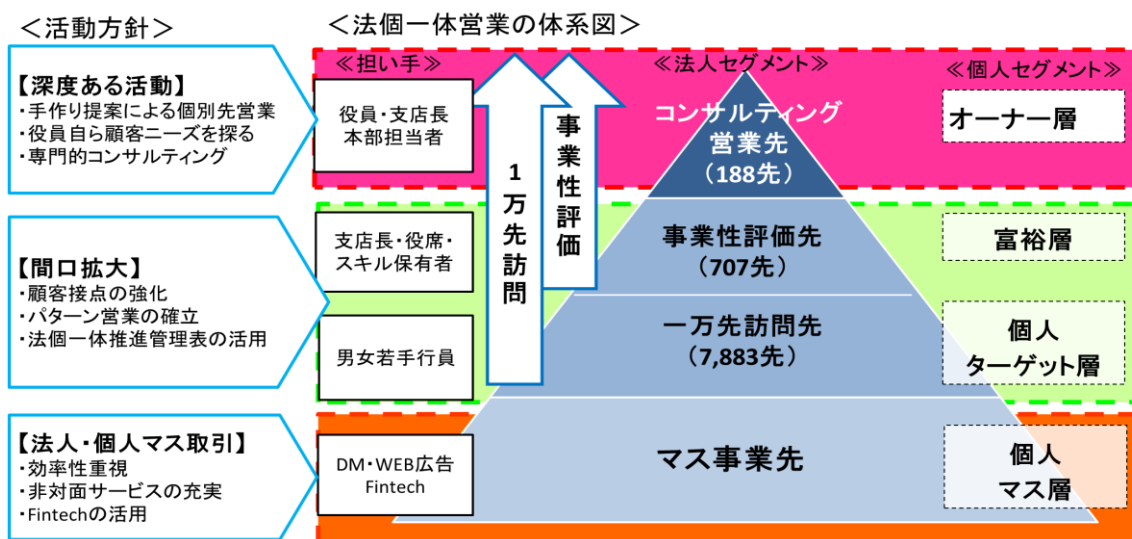 ＜活動方針＞
＜法個一体営業の体系図＞
【深度ある活動】
・手作り提案による個別先営業
・役員自ら顧客ニーズを探る
・専門的コンサルティング
【間口拡大】
・顧客接点の強化
・パターン営業の確立
・法個一体推進管理表の活用
【法人・個人マス取引】
・効率性重視
・非対面サービスの充実
・Fintechの活用
≪担い手≫
役員・支店長
本部担当者
支店長・役席・
スキル保有者
男女若手行員
DM・WEB広告
Fintech
1万先訪問
事業性評価
≪法人セグメント≫
コンサルティング
営業先
（188先）
事業性評価先
（707先）
一万先訪問先
（7,883先）
マス事業先
≪個人セグメント≫
オーナー層
富裕層
個人
ターゲット層
個人
マス層